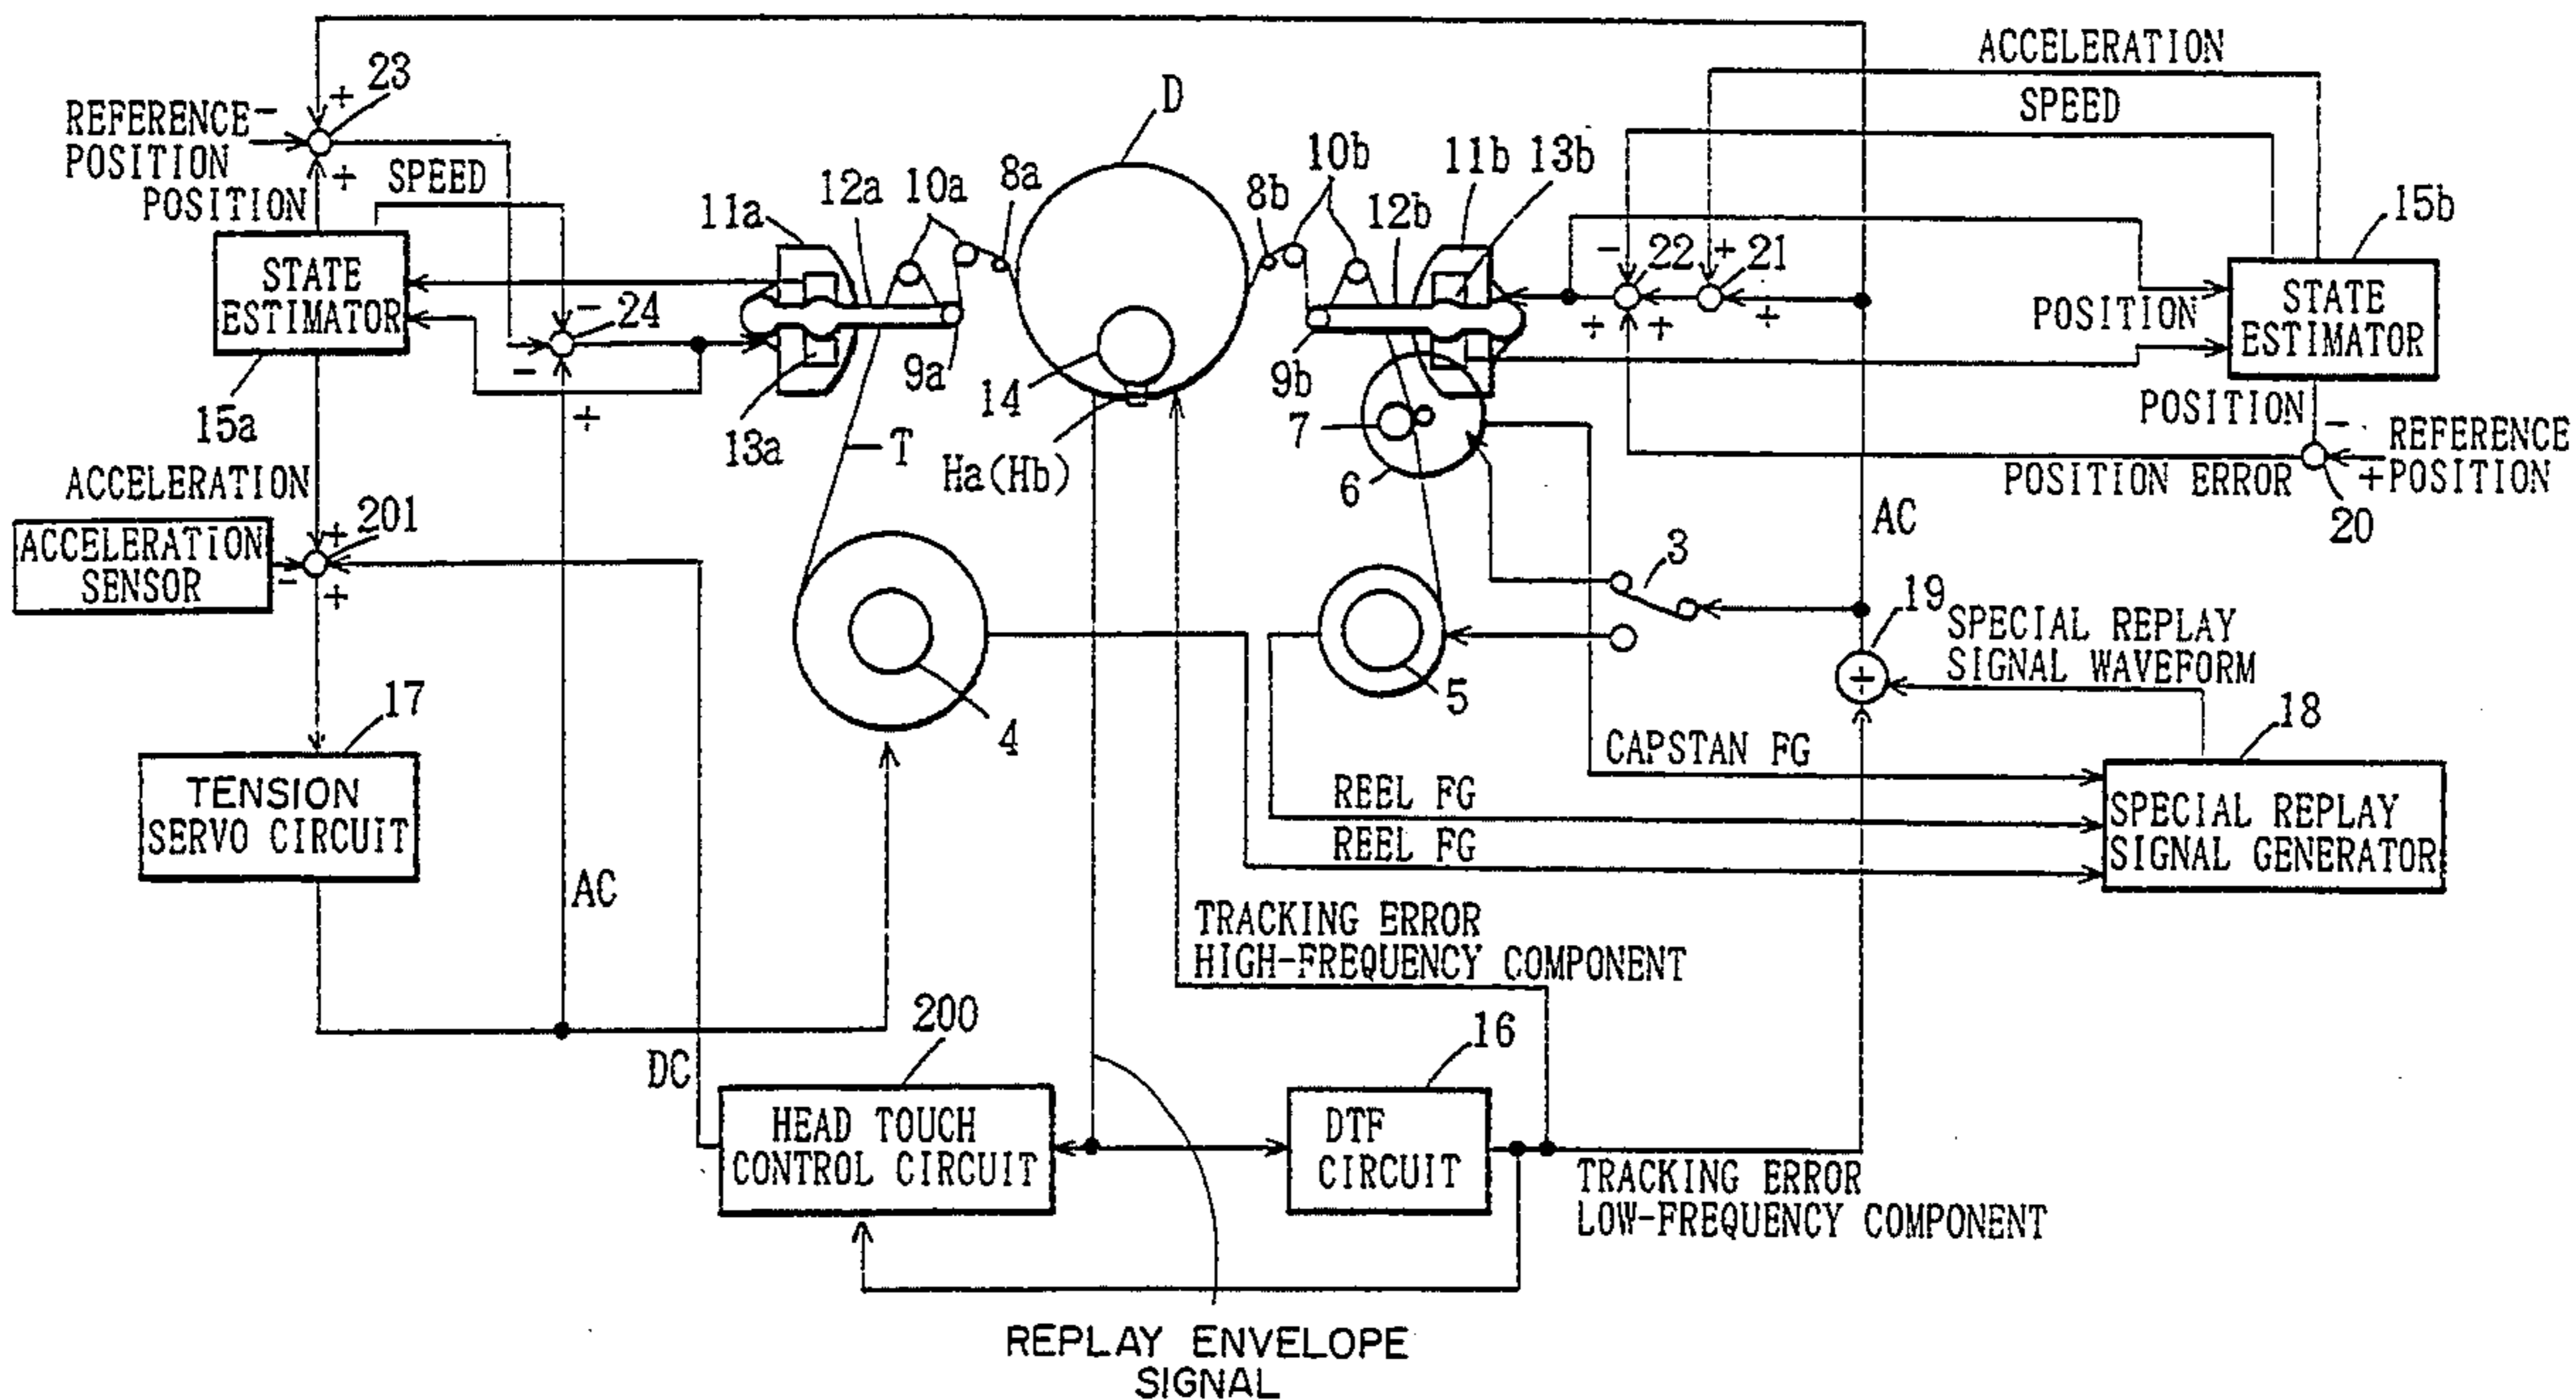 ACCELERATION
SPEED
23
+
REFERENCE -
POSITION
+
POSITION
SPEED
D
12a
10a
8a
11a
10b
8b
11b
13b
12b
15b
STATE
ESTIMATOR
- 24
-
+
15a
9a
14
13a
- T
Ha(Hb)
9b
7
6
- 22
+ 21
+
+
+
POSITION
STATE
ESTIMATOR
POSITION
-
REFERENCE
+ POSITION
POSITION ERROR
20
ACCELERATION
201
+
ACCELERATION
SENSOR
-
+
AC
3
19
SPECIAL REPLAY
SIGNAL WAVEFORM
+
4
5
17
TENSION
SERVO CIRCUIT
18
CAPSTAN FG
REEL FG
REEL FG
SPECIAL REPLAY
SIGNAL GENERATOR
AC
TRACKING ERROR
HIGH-FREQUENCY COMPONENT
200
16
DC
HEAD TOUCH
CONTROL CIRCUIT
DTF
CIRCUIT
TRACKING ERROR
LOW-FREQUENCY COMPONENT
REPLAY ENVELOPE
SIGNAL